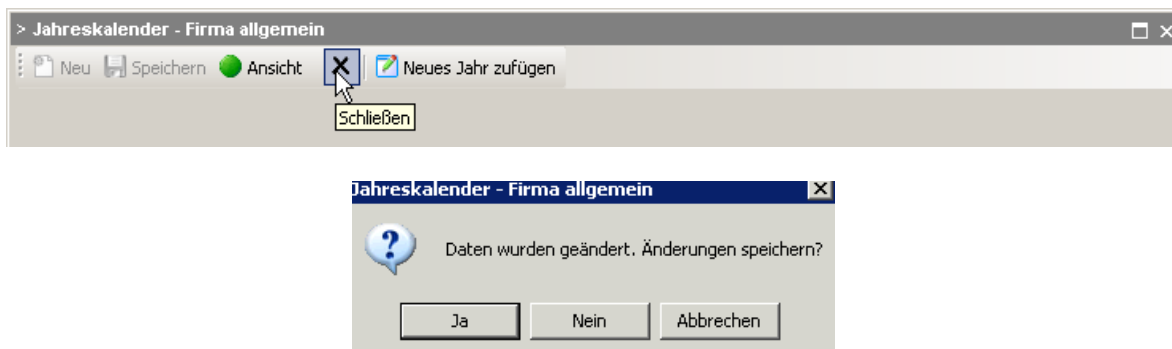 > Jahreskalender - Firma allgemein
Neu Speichern Ansicht Neues Jahr zufügen
Schließen
Jahreskalender - Firma allgemein
Daten wurden geändert. Änderungen speichern?
Ja Nein Abbrechen